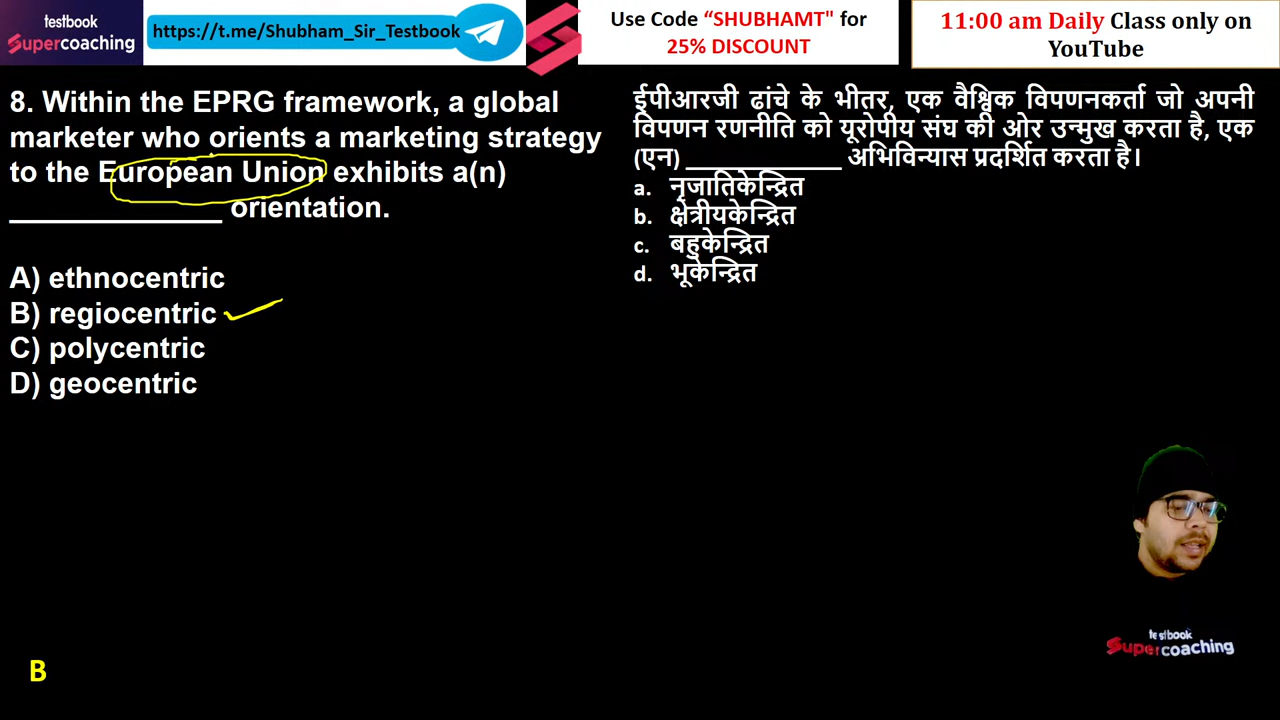 testbook
Supercoaching
https://t.me/Shubham_Sir_Testbook
Use Code “SHUBHAMT" for
25% DISCOUNT
11:00 am Daily Class only on
YouTube
8. Within the EPRG framework, a global
marketer who orients a marketing strategy
to the European Union exhibits a(n)
______________ orientation.
A) ethnocentric
B) regiocentric
C) polycentric
D) geocentric
ईपीआरजी ढांचे के भीतर, एक वैश्विक विपणनकर्ता जो अपनी
विपणन रणनीति को यूरोपीय संघ की ओर उन्मुख करता है, एक
(एन) ______________ अभिविन्यास प्रदर्शित करता है।
a. नृजातिकेन्द्रित
b. क्षेत्रीयकेन्द्रित
c. बहुकेन्द्रित
d. भूकेन्द्रित
testbook
Supercoaching
B